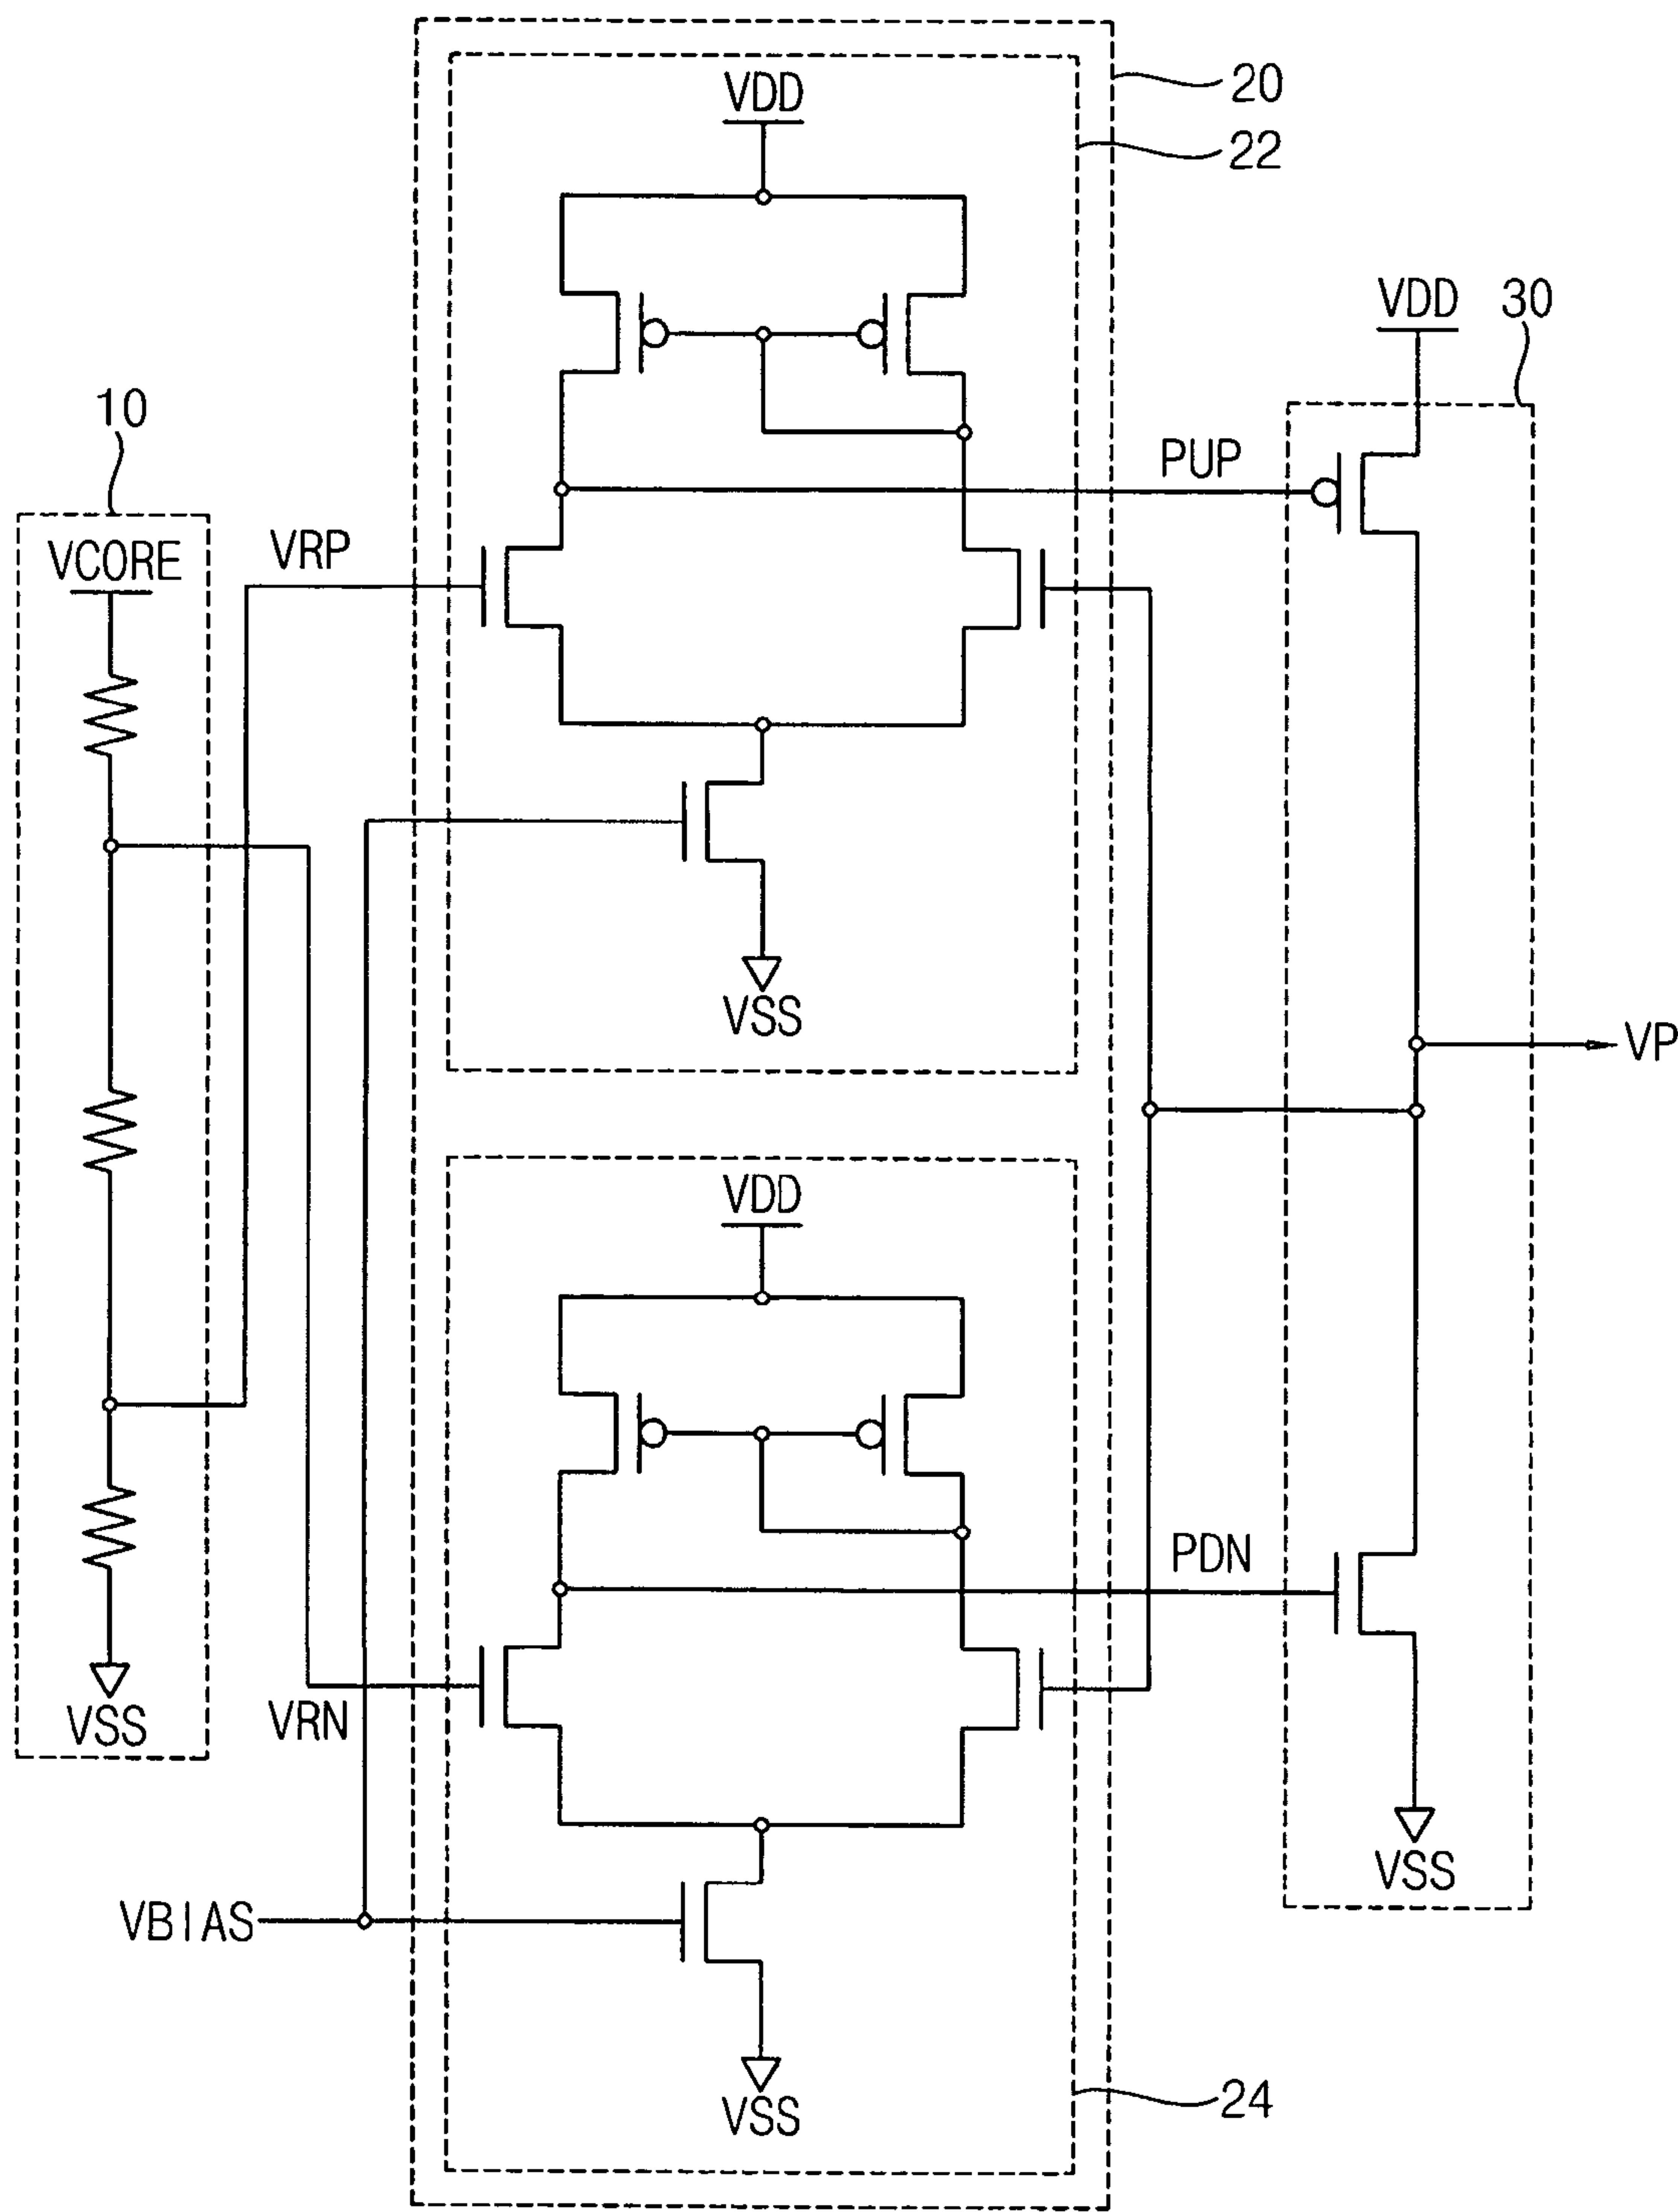 20
VDD
22
VDD
30
10
PUP
VCORE
VRP
VSS
VP
VDD
PDN
VRN
VSS
VSS
VBIAS
24
VSS